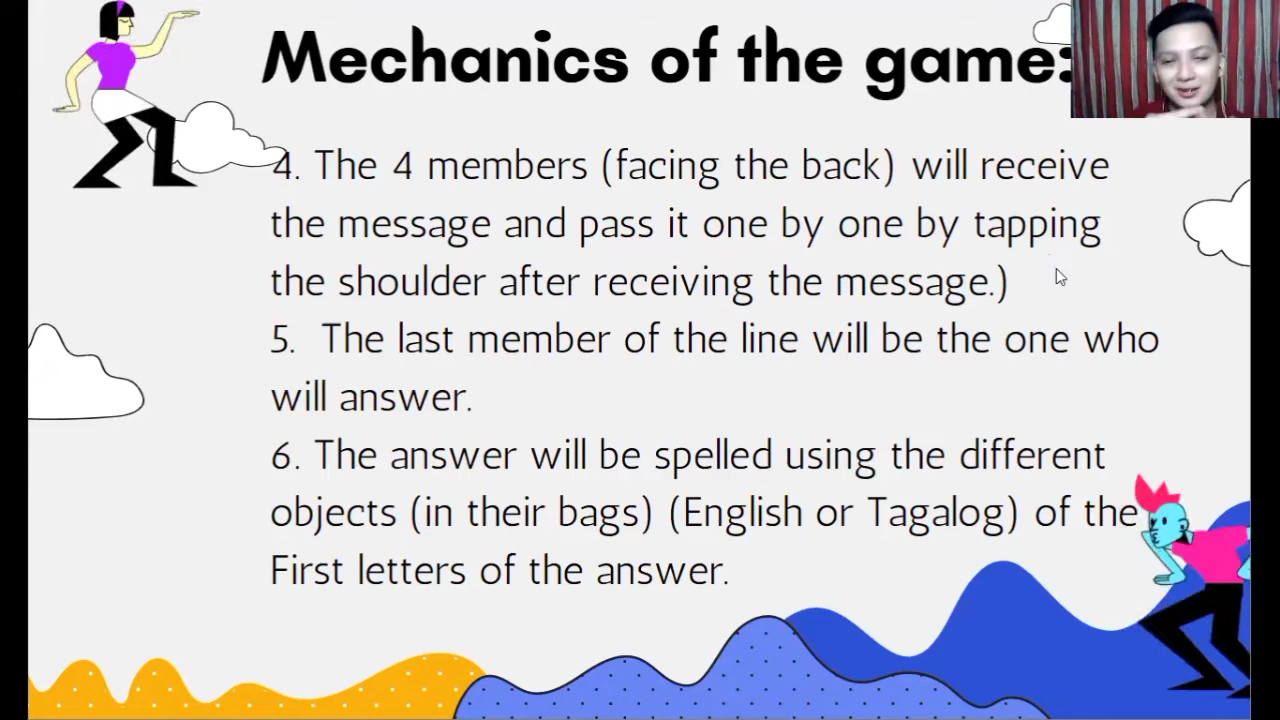 Mechanics of the game:
4. The 4 members (facing the back) will receive
the message and pass it one by one by tapping
the shoulder after receiving the message.)
5. The last member of the line will be the one who
will answer.
6. The answer will be spelled using the different
objects (in their bags) (English or Tagalog) of the
First letters of the answer.